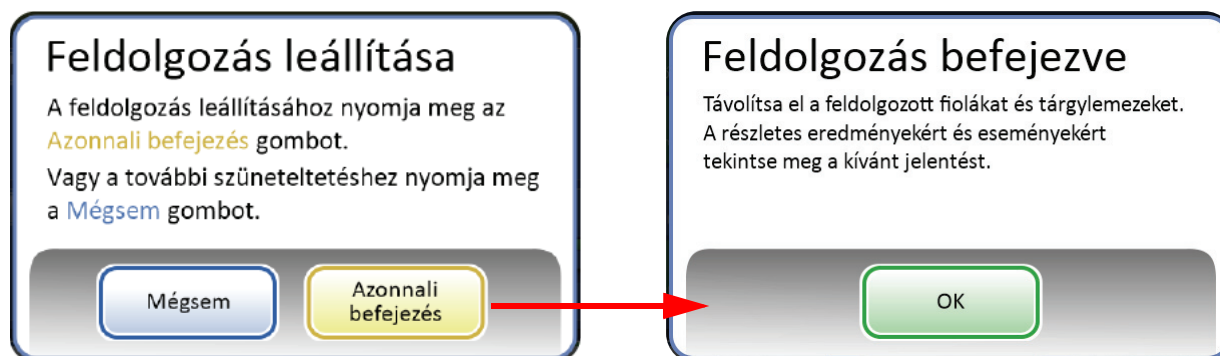 Feldolgozás leállítása
A feldolgozás leállításához nyomja meg az
Azonnali befejezés gombot.
Vagy a további szüneteltetéshez nyomja meg
a Mégsem gombot.
Mégsem
Azonnali
befejezés
Feldolgozás befejezve
Távolítsa el a feldolgozott fiolákat és tárgylemezeket.
A részletes eredményekért és eseményekért
tekintse meg a kívánt jelentést.
OK